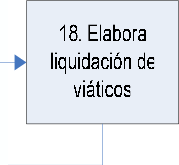 18. Elabora
liquidación de
viáticos